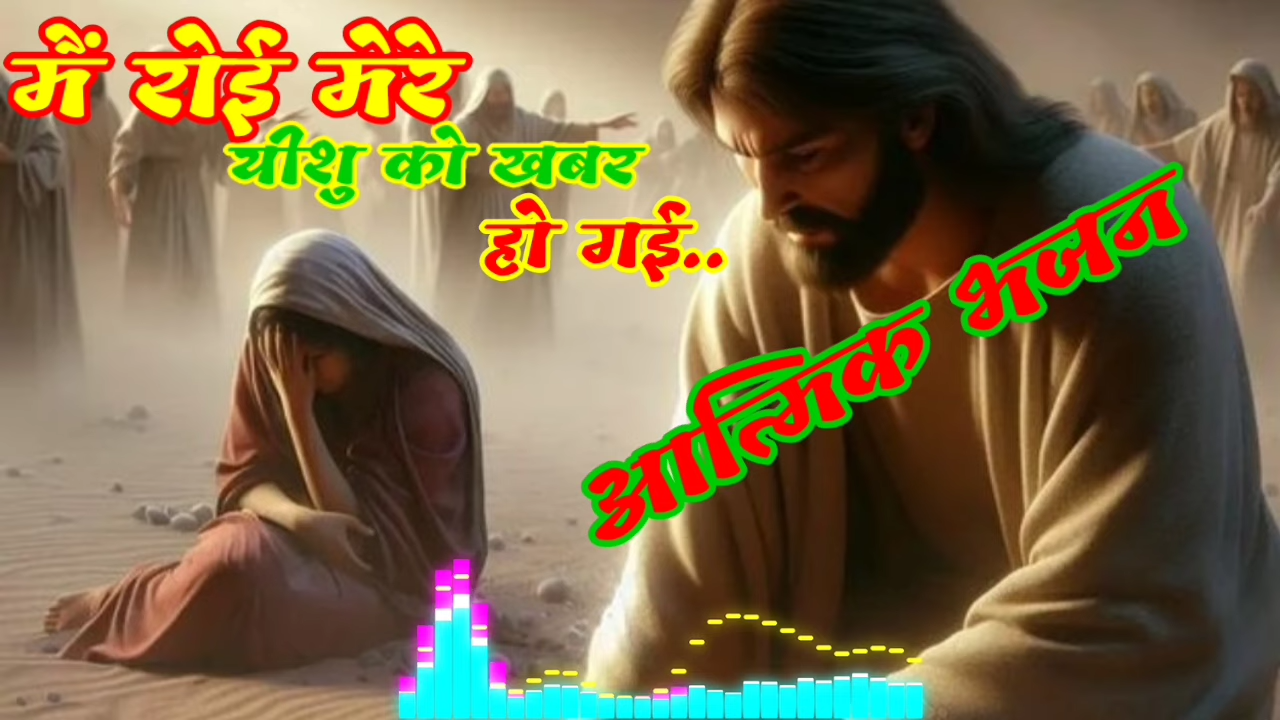 मैं रोई मेरे
यीशु को खबर
हो गई..
आत्मिक भजन